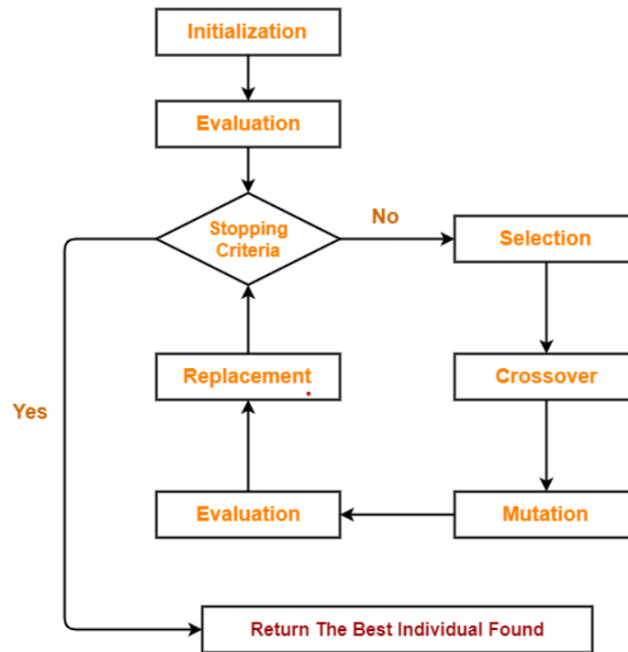 Initialization
Evaluation
Stopping
Criteria
No
Selection
Replacement
Crossover
Yes
Evaluation
Mutation
Return The Best Individual Found